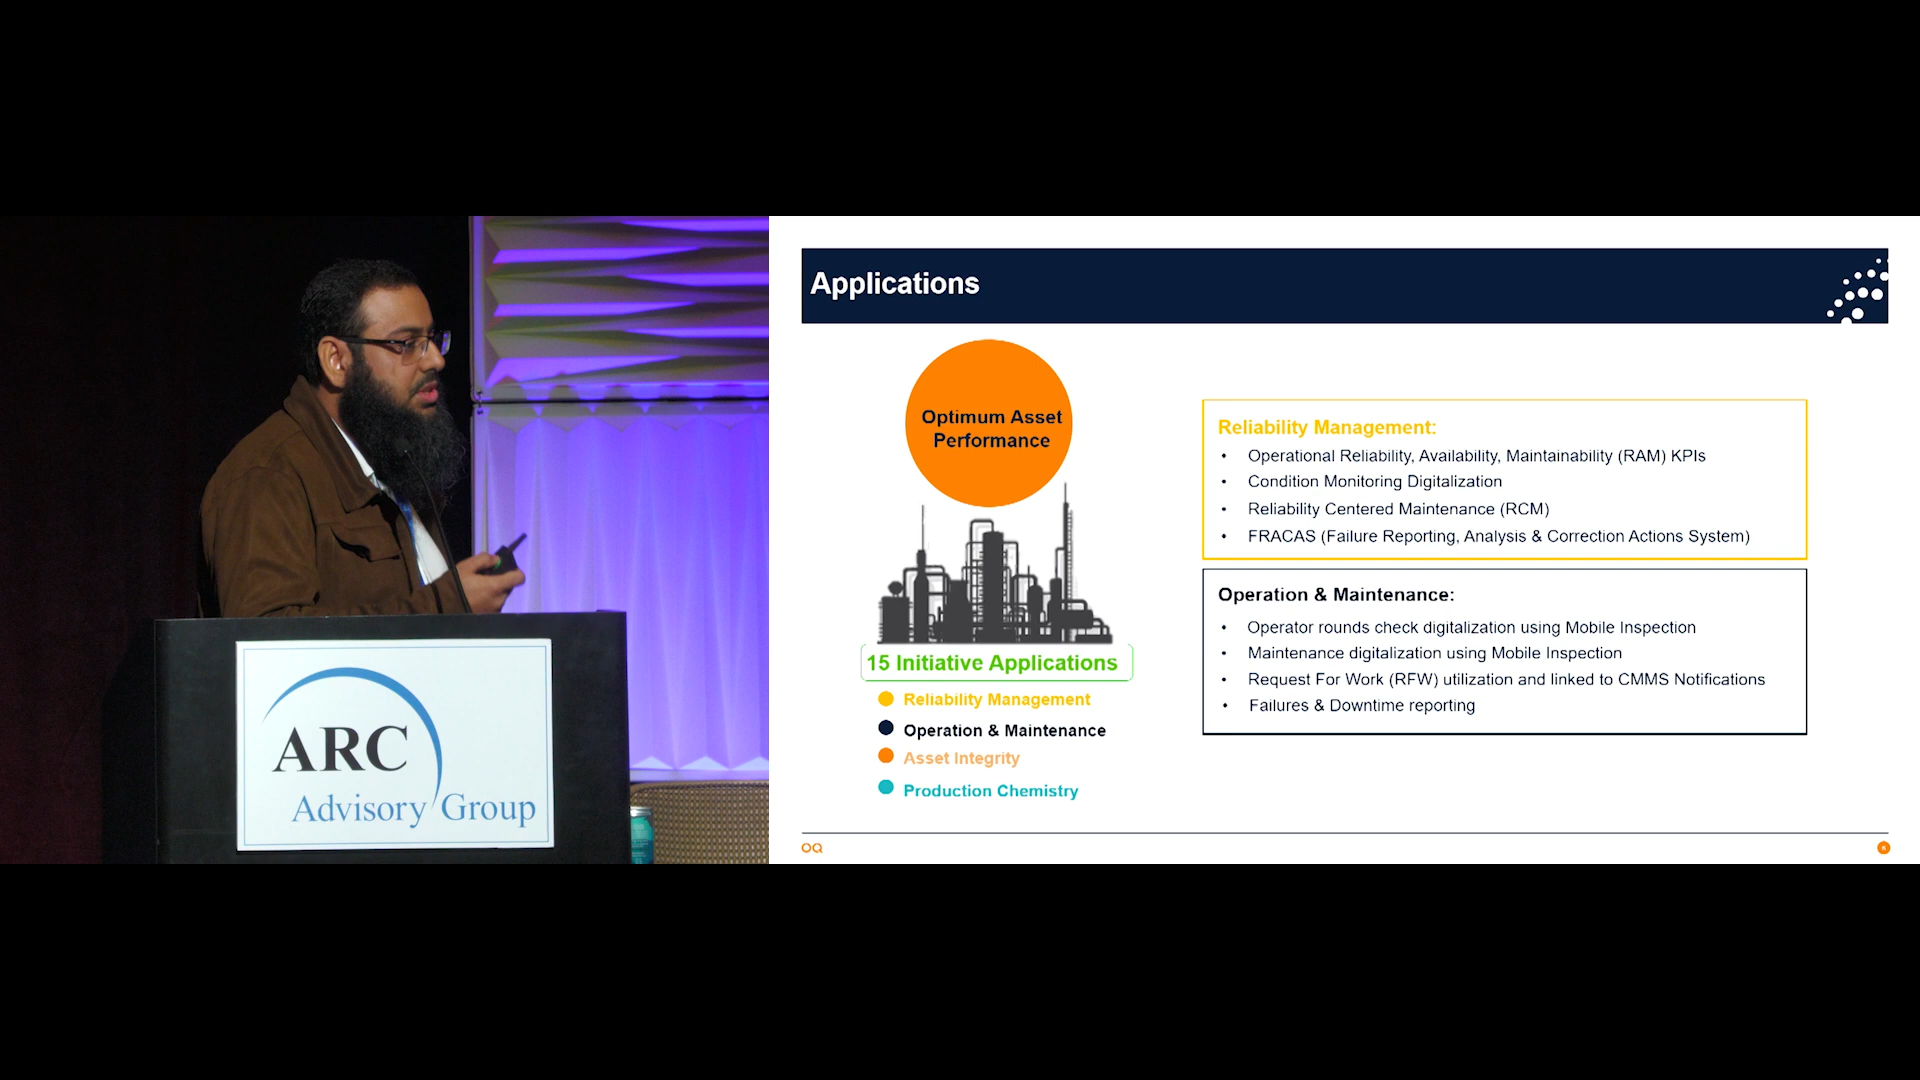 ARC
Advisory Group
Applications
Optimum Asset
Performance
15 Initiative Applications
Reliability Management
Operation & Maintenance
Asset Integrity
Production Chemistry
Reliability Management:
• Operational Reliability, Availability, Maintainability (RAM) KPIs
• Condition Monitoring Digitalization
• Reliability Centered Maintenance (RCM)
• FRACAS (Failure Reporting, Analysis & Correction Actions System)
Operation & Maintenance:
• Operator rounds check digitalization using Mobile Inspection
• Maintenance digitalization using Mobile Inspection
• Request For Work (RFW) utilization and linked to CMMS Notifications
• Failures & Downtime reporting
OQ